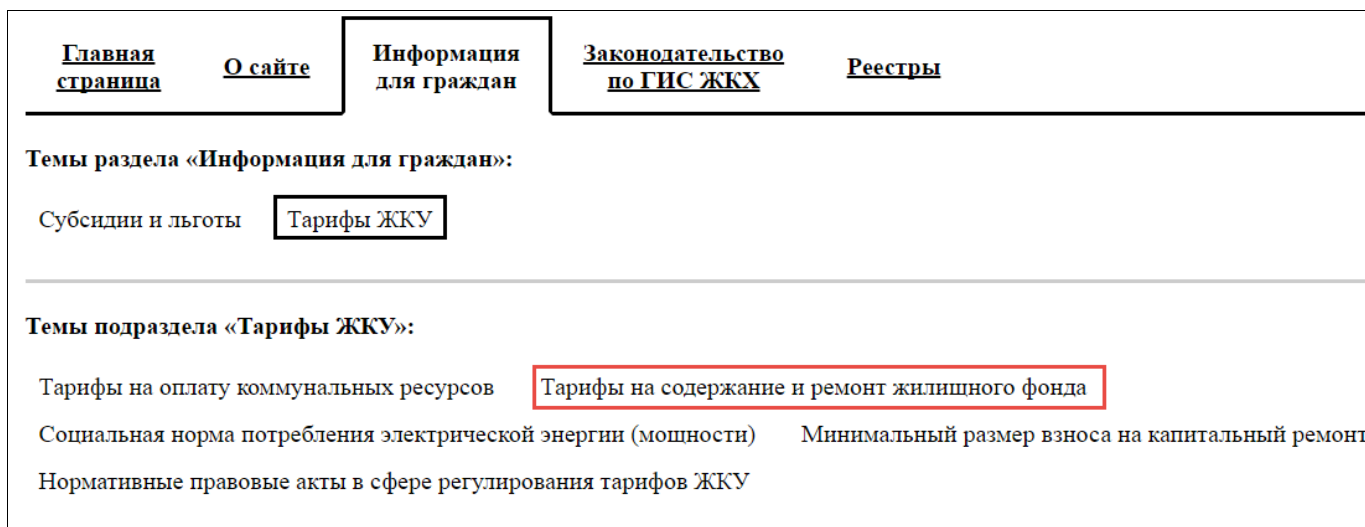 Главная страница
О сайте
Информация для граждан
Законодательство по ГИС ЖКХ
Реестры
Темы раздела «Информация для граждан»:
Субсидии и льготы Тарифы ЖКУ
Темы подраздела «Тарифы ЖКУ»:
Тарифы на оплату коммунальных ресурсов Тарифы на содержание и ремонт жилищного фонда
Социальная норма потребления электрической энергии (мощности) Минимальный размер взноса на капитальный ремонт
Нормативные правовые акты в сфере регулирования тарифов ЖКУ